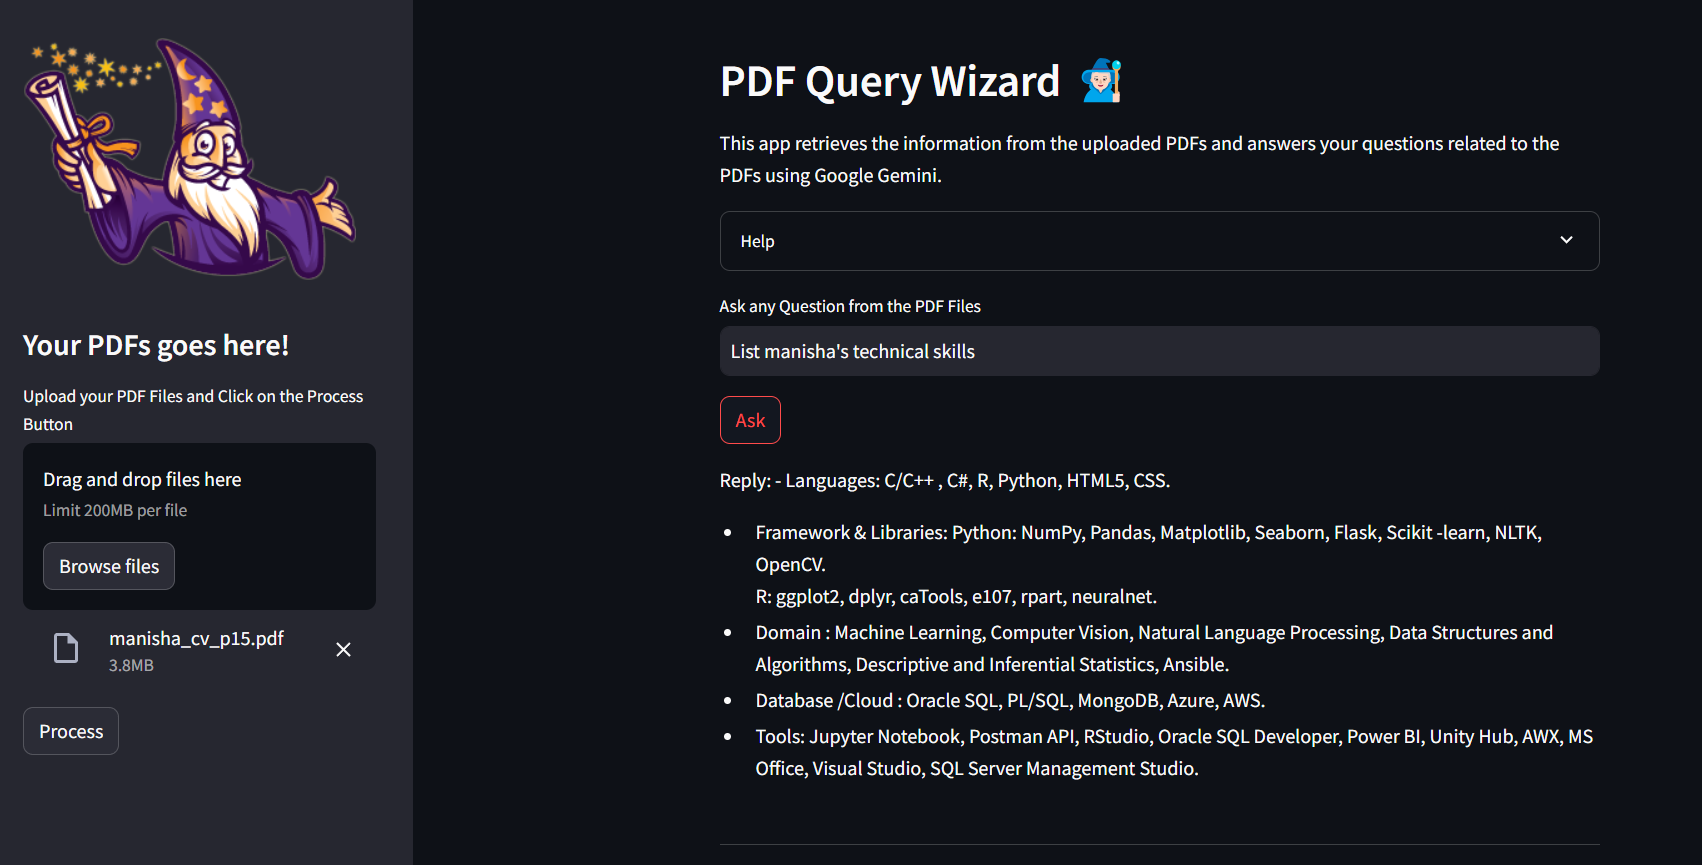 Your PDFs goes here!
Upload your PDF Files and Click on the Process
Button
Drag and drop files here
Limit 200MB per file
Browse files
manisha_cv_p15.pdf
3.8MB
Process
PDF Query Wizard
This app retrieves the information from the uploaded PDFs and answers your questions related to the
PDFs using Google Gemini.
Help
Ask any Question from the PDF Files
List manisha's technical skills
Ask
Reply: - Languages: C/C++ , C#, R, Python, HTML5, CSS.
• Framework & Libraries: Python: NumPy, Pandas, Matplotlib, Seaborn, Flask, Scikit -learn, NLTK,
OpenCV.
R: ggplot2, dplyr, caTools, e107, rpart, neuralnet.
• Domain : Machine Learning, Computer Vision, Natural Language Processing, Data Structures and
Algorithms, Descriptive and Inferential Statistics, Ansible.
• Database /Cloud : Oracle SQL, PL/SQL, MongoDB, Azure, AWS.
• Tools: Jupyter Notebook, Postman API, RStudio, Oracle SQL Developer, Power BI, Unity Hub, AWX, MS
Office, Visual Studio, SQL Server Management Studio.